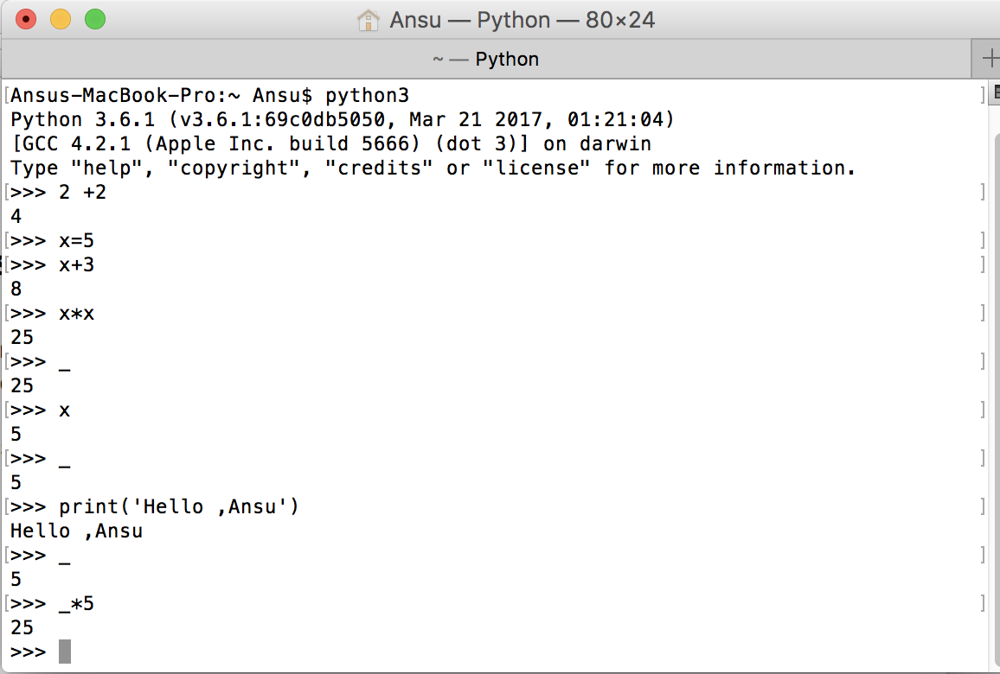 Ansu — Python — 80×24
~ — Python
[Ansus-MacBook-Pro:~ Ansu$ python3 ]
Python 3.6.1 (v3.6.1:69c0db5050, Mar 21 2017, 01:21:04)
[GCC 4.2.1 (Apple Inc. build 5666) (dot 3)] on darwin
Type "help", "copyright", "credits" or "license" for more information.
[>>> 2 +2 ]
4
[>>> x=5 ]
[>>> x+3 ]
8
[>>> x*x ]
25
[>>> _ ]
25
[>>> x ]
5
[>>> _ ]
5
[>>> print('Hello ,Ansu') ]
Hello ,Ansu
[>>> _ ]
5
[>>> _*5 ]
25
>>>